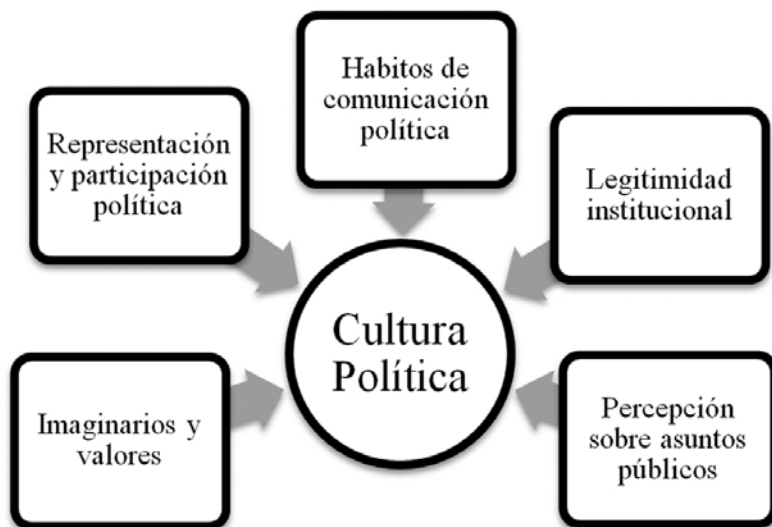 Habitos de
comunicación
política
Representación
y participación
política
Legitimidad
institucional
Cultura
Política
Imaginarios y
valores
Percepción
sobre asuntos
públicos